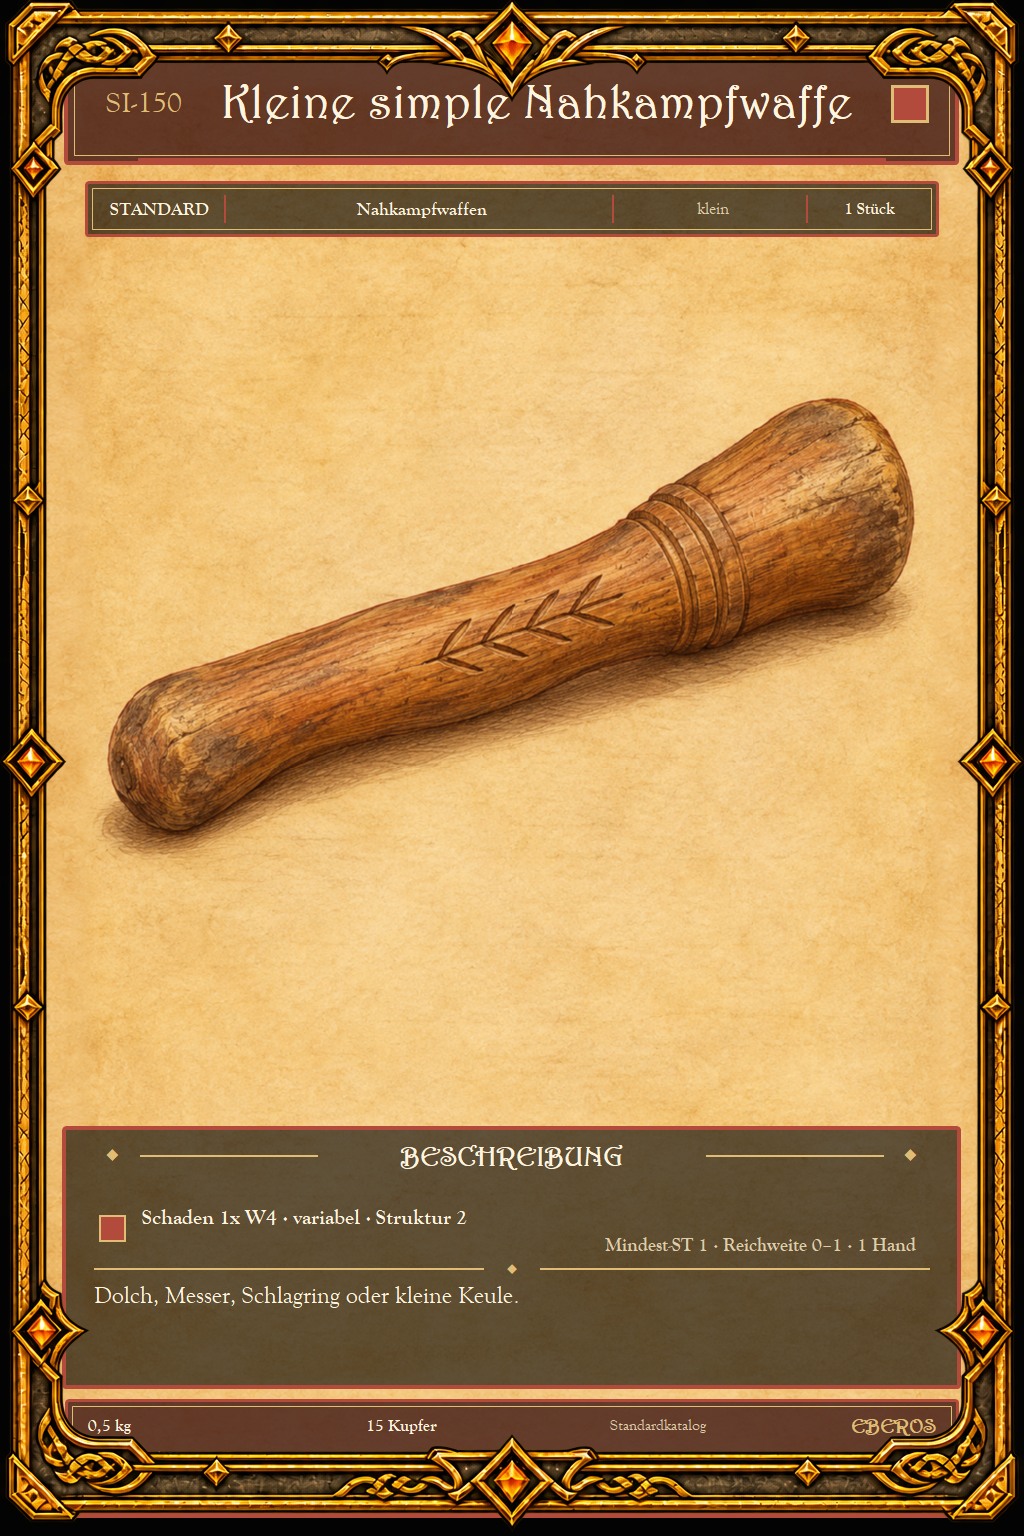 SI-150 Kleine simple Nahkampfwaffe
STANDARD Nahkampfwaffen klein 1 Stück
BESCHREIBUNG
Schaden 1x W4 · variabel · Struktur 2
Mindest-ST 1 · Reichweite 0–1 · 1 Hand
Dolch, Messer, Schlagring oder kleine Keule.
0,5 kg 15 Kupfer Standardkatalog EBEROS